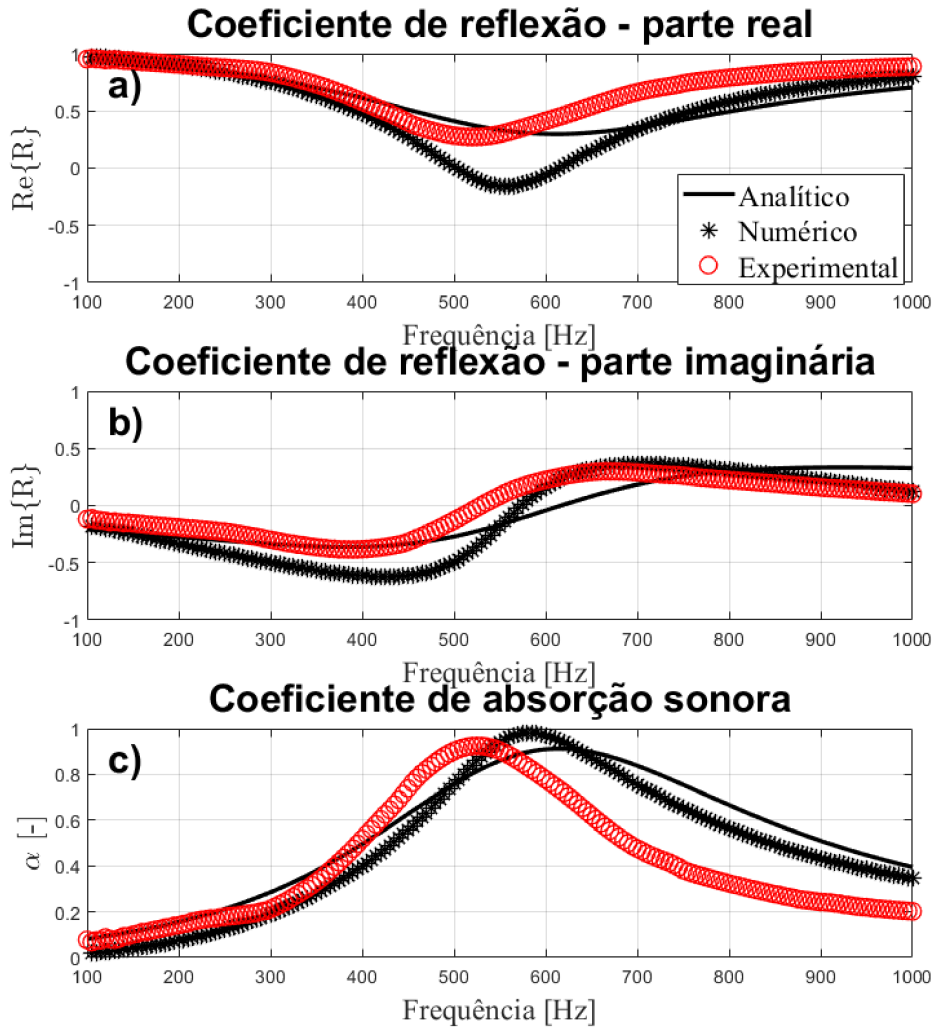 Coeficiente de reflexão - parte real
a)
1
0.5
0
-0.5
-1
Re{R}
Analítico
Numérico
Experimental
100 200 300 400 500 600 700 800 900 1000
Frequência [Hz]
Coeficiente de reflexão - parte imaginária
b)
1
0.5
0
-0.5
-1
Im{R}
100 200 300 400 500 600 700 800 900 1000
Frequência [Hz]
Coeficiente de absorção sonora
c)
1
0.8
0.6
0.4
0.2
0
α [-]
100 200 300 400 500 600 700 800 900 1000
Frequência [Hz]